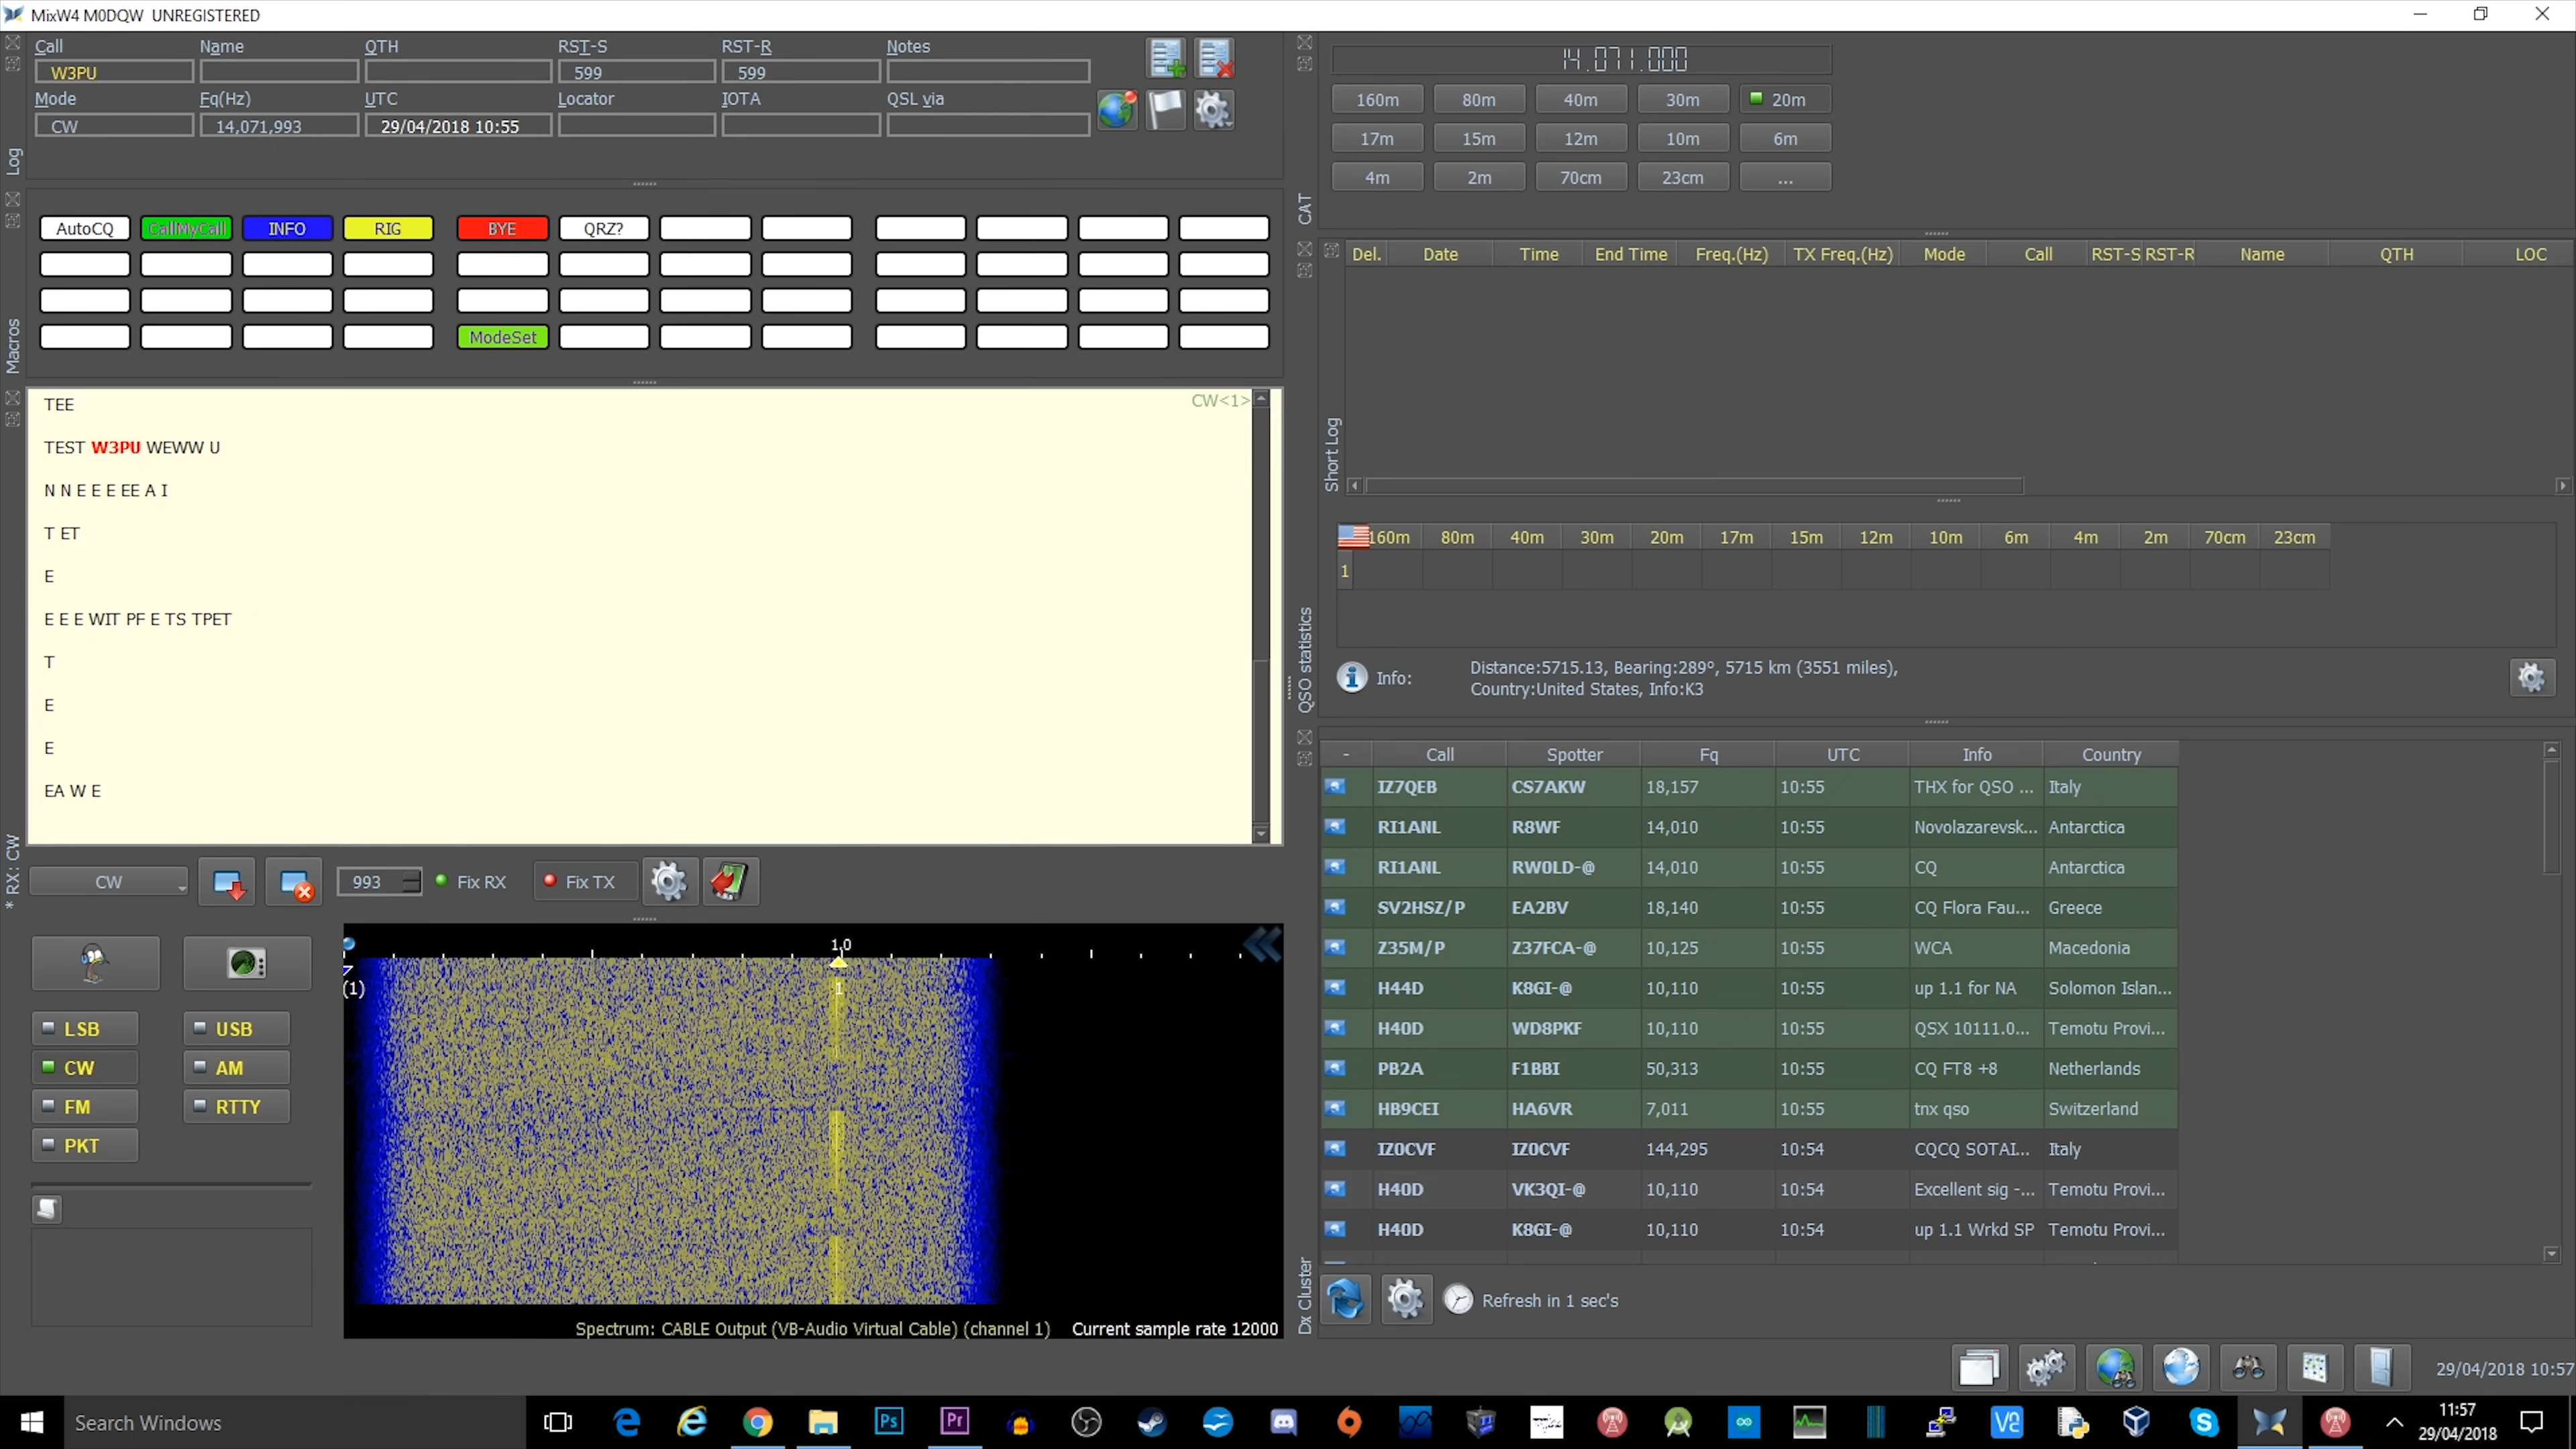 MixW4 M0DQW UNREGISTERED
Call Name QTH RST-S RST-R Notes
W3PU 599 599
Mode Fq(Hz) UTC Locator IOTA QSL via
CW 14,071,993 29/04/2018 10:55
Log
AutoCQ CallMyCall INFO RIG BYE QRZ?
ModeSet
Macros
CW<1>
TEE
TEST W3PU WEWW U
N N E E E EE A I
T ET
E
E E E WIT PF E TS TPET
T
E
E
EA W E
* RX: CW
CW 993 Fix RX Fix TX
LSB USB
CW AM
FM RTTY
PKT
1,0
(1) 1
Spectrum: CABLE Output (VB-Audio Virtual Cable) (channel 1) Current sample rate 12000
14.071.000
160m 80m 40m 30m 20m
17m 15m 12m 10m 6m
4m 2m 70cm 23cm ...
CAT
Del. Date Time End Time Freq.(Hz) TX Freq.(Hz) Mode Call RST-S RST-R Name QTH LOC
Short Log
160m 80m 40m 30m 20m 17m 15m 12m 10m 6m 4m 2m 70cm 23cm
1
Info: Distance:5715.13, Bearing:289°, 5715 km (3551 miles),
Country:United States, Info:K3
QSO statistics
- Call Spotter Fq UTC Info Country
IZ7QEB CS7AKW 18,157 10:55 THX for QSO ... Italy
RI1ANL R8WF 14,010 10:55 Novolazarevsk... Antarctica
RI1ANL RW0LD-@ 14,010 10:55 CQ Antarctica
SV2HSZ/P EA2BV 18,140 10:55 CQ Flora Fau... Greece
Z35M/P Z37FCA-@ 10,125 10:55 WCA Macedonia
H44D K8GI-@ 10,110 10:55 up 1.1 for NA Solomon Islan...
H40D WD8PKF 10,110 10:55 QSX 10111.0... Temotu Provi...
PB2A F1BBI 50,313 10:55 CQ FT8 +8 Netherlands
HB9CEI HA6VR 7,011 10:55 tnx qso Switzerland
IZ0CVF IZ0CVF 144,295 10:54 CQCQ SOTAI... Italy
H40D VK3QI-@ 10,110 10:54 Excellent sig -... Temotu Provi...
H40D K8GI-@ 10,110 10:54 up 1.1 Wrkd SP Temotu Provi...
Dx Cluster
Refresh in 1 sec's
29/04/2018 10:57
Search Windows
Ps Pr
11:57
29/04/2018